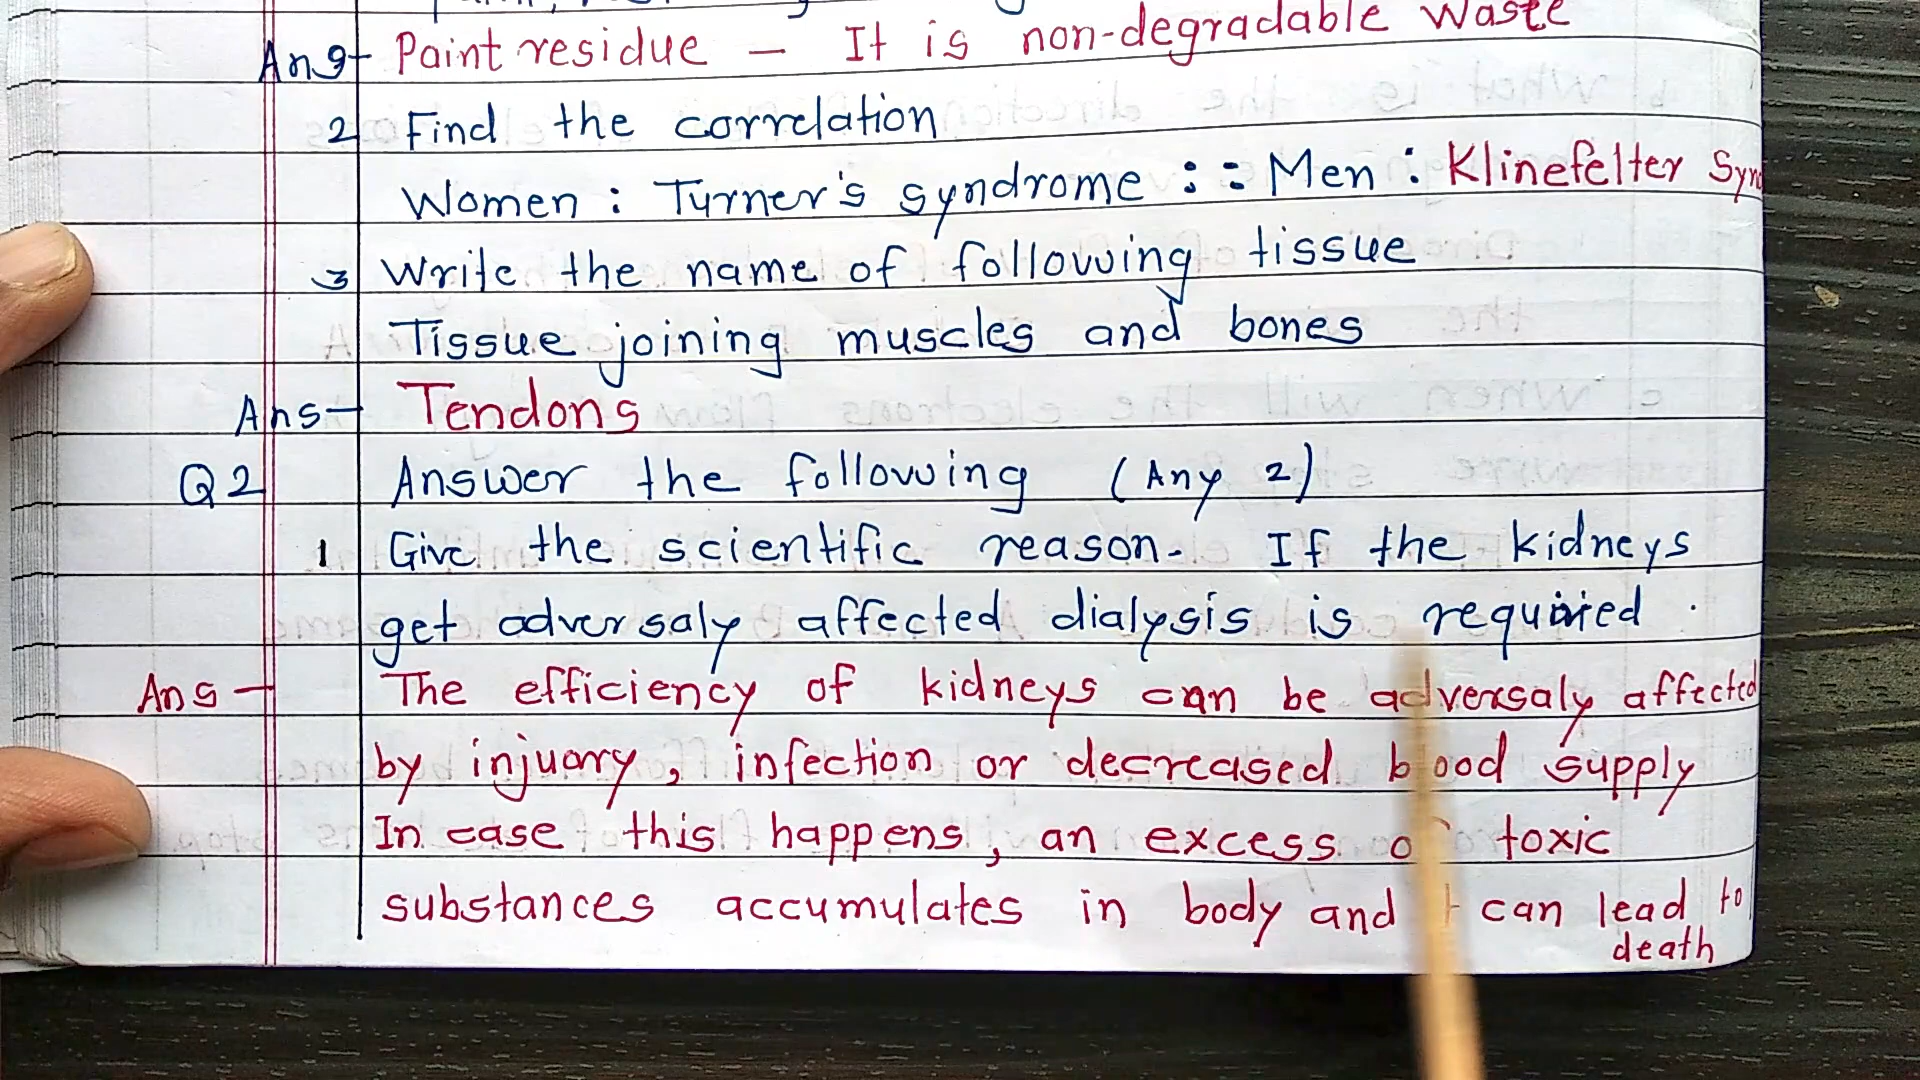 Ans- Paint residue - It is non-degradable waste
2 Find the correlation
Women : Turner's syndrome :: Men : Klinefelter Synd
3 Write the name of following tissue
Tissue joining muscles and bones
Ans- Tendons
Q2 Answer the following (Any 2)
1 Give the scientific reason- If the kidneys
get adversaly affected dialysis is required.
Ans- The efficiency of kidneys can be adversaly affected
by injuary, infection or decreased blood supply
In case this happens, an excess of toxic
substances accumulates in body and can lead to
death